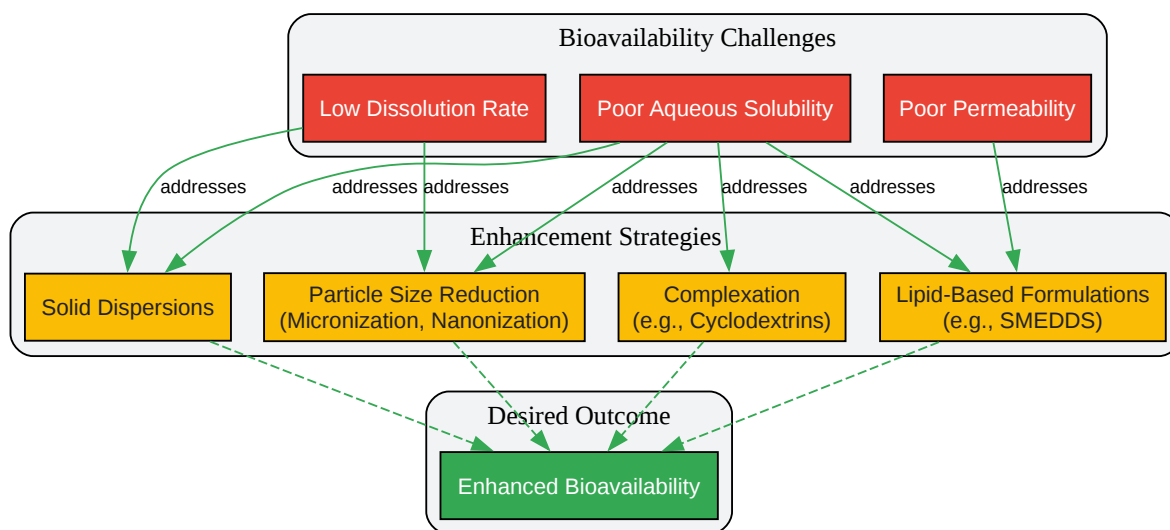 Bioavailability Challenges
Low Dissolution Rate
Poor Aqueous Solubility
Poor Permeability
addresses
addresses
addresses
addresses
addresses
addresses
addresses
Enhancement Strategies
Solid Dispersions
Particle Size Reduction
(Micronization, Nanonization)
Complexation
(e.g., Cyclodextrins)
Lipid-Based Formulations
(e.g., SMEDDS)
Desired Outcome
Enhanced Bioavailability